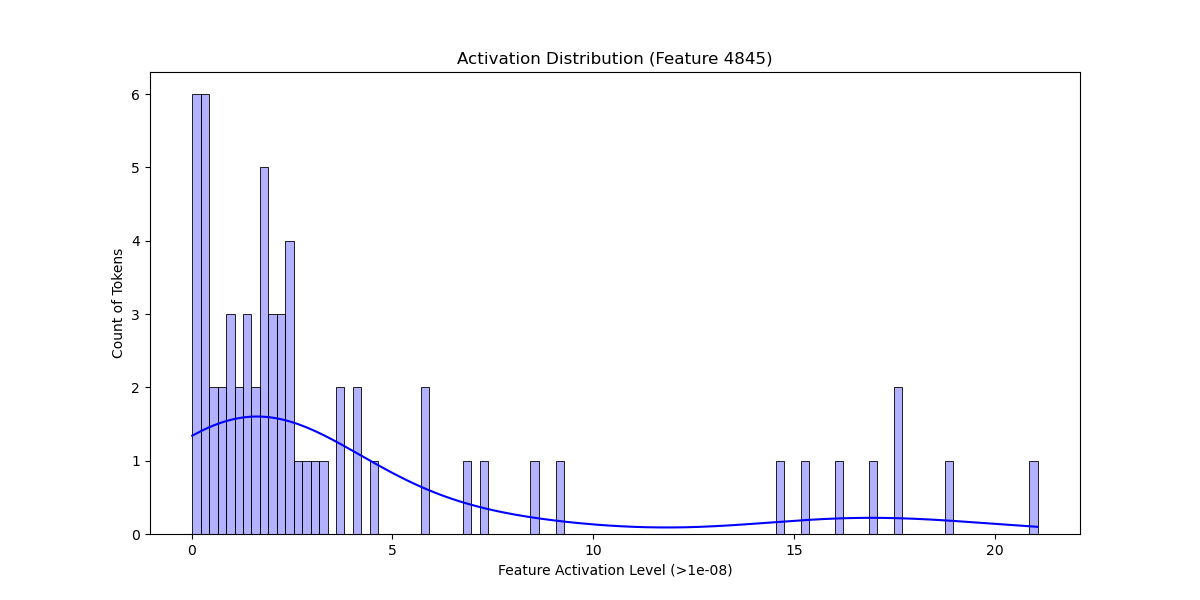 Activation Distribution (Feature 4845)
6
5
4
3
2
1
0
Count of Tokens
0 5 10 15 20
Feature Activation Level (>1e-08)